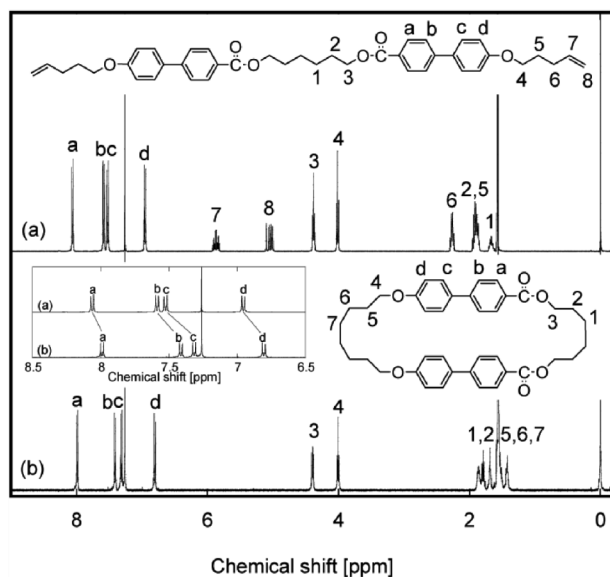 a b c d
O
C
O
2
O
C
O
O
5 7
O
1 3
4 6 8
a bc d 7 8 3 4 6 2,5 1
(a)
a b c d
(a)
a b c d
(b)
8.5 8 7.5 7 6.5
Chemical shift [ppm]
d c b a
4
6
7
5
O
O
C
O
2
3
1
O
O
C
O
a bc d 3 4 1,2 5,6,7
(b)
8 6 4 2 0
Chemical shift [ppm]